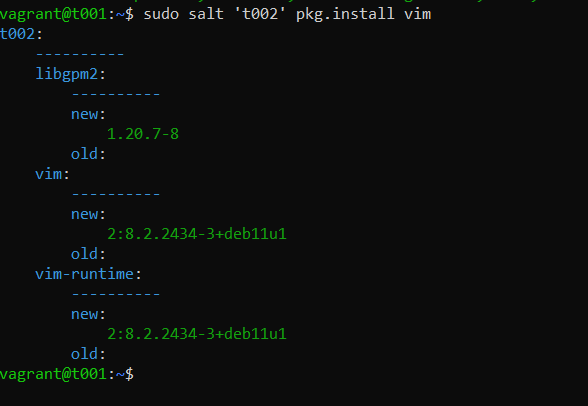 vagrant@t001:~$ sudo salt 't002' pkg.install vim
t002:
    ----------
    libgpm2:
        ----------
        new:
            1.20.7-8
        old:
    vim:
        ----------
        new:
            2:8.2.2434-3+deb11u1
        old:
    vim-runtime:
        ----------
        new:
            2:8.2.2434-3+deb11u1
        old:
vagrant@t001:~$